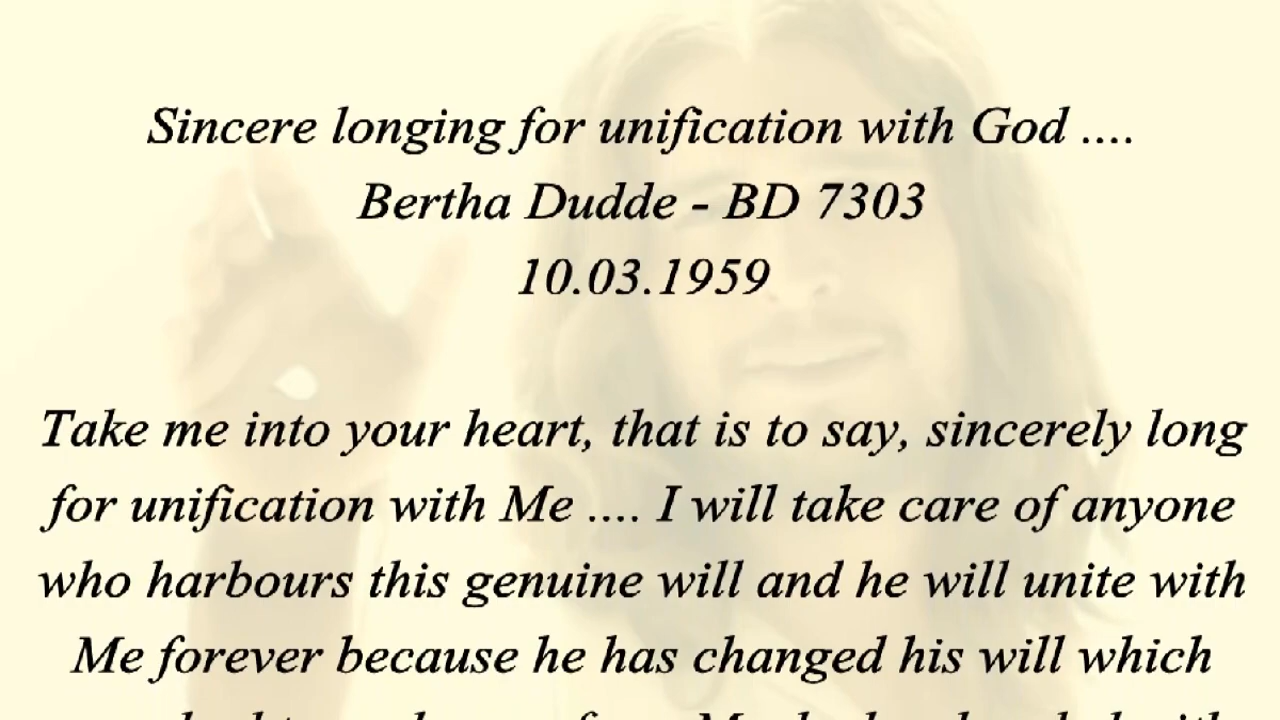 Sincere longing for unification with God ....
Bertha Dudde - BD 7303
10.03.1959
Take me into your heart, that is to say, sincerely long
for unification with Me .... I will take care of anyone
who harbours this genuine will and he will unite with
Me forever because he has changed his will which